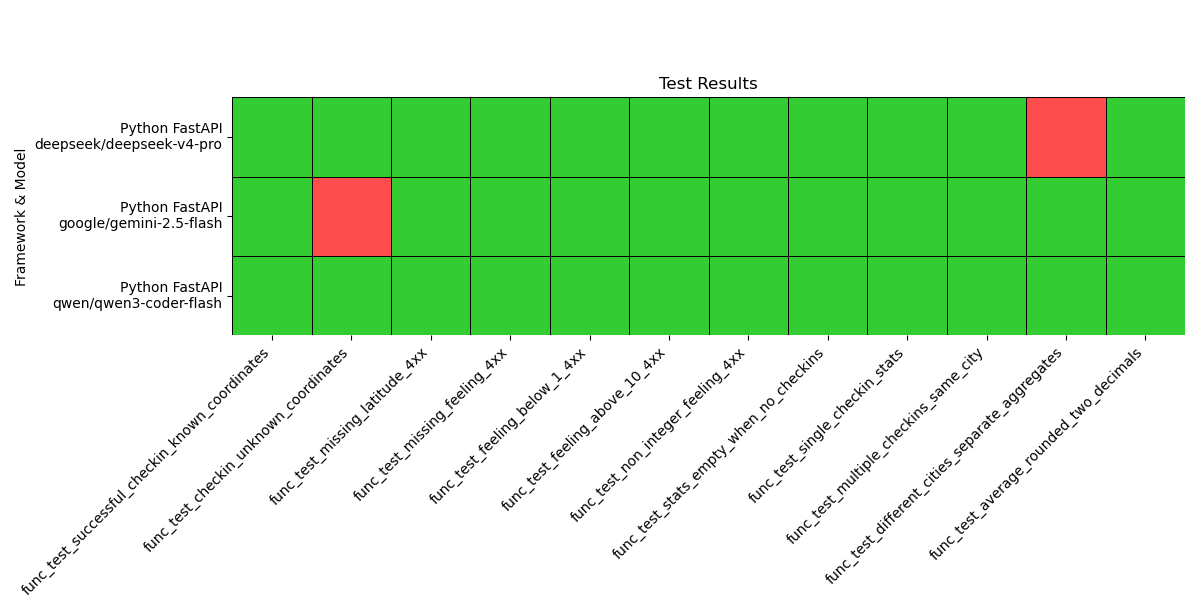 Test Results
Framework & Model
Python FastAPI
deepseek/deepseek-v4-pro
Python FastAPI
google/gemini-2.5-flash
Python FastAPI
qwen/qwen3-coder-flash
func_test_successful_checkin_known_coordinates
func_test_checkin_unknown_coordinates
func_test_missing_latitude_4xx
func_test_missing_feeling_4xx
func_test_feeling_below_1_4xx
func_test_feeling_above_10_4xx
func_test_non_integer_feeling_4xx
func_test_stats_empty_when_no_checkins
func_test_single_checkin_stats
func_test_multiple_checkins_same_city
func_test_different_cities_separate_aggregates
func_test_average_rounded_two_decimals